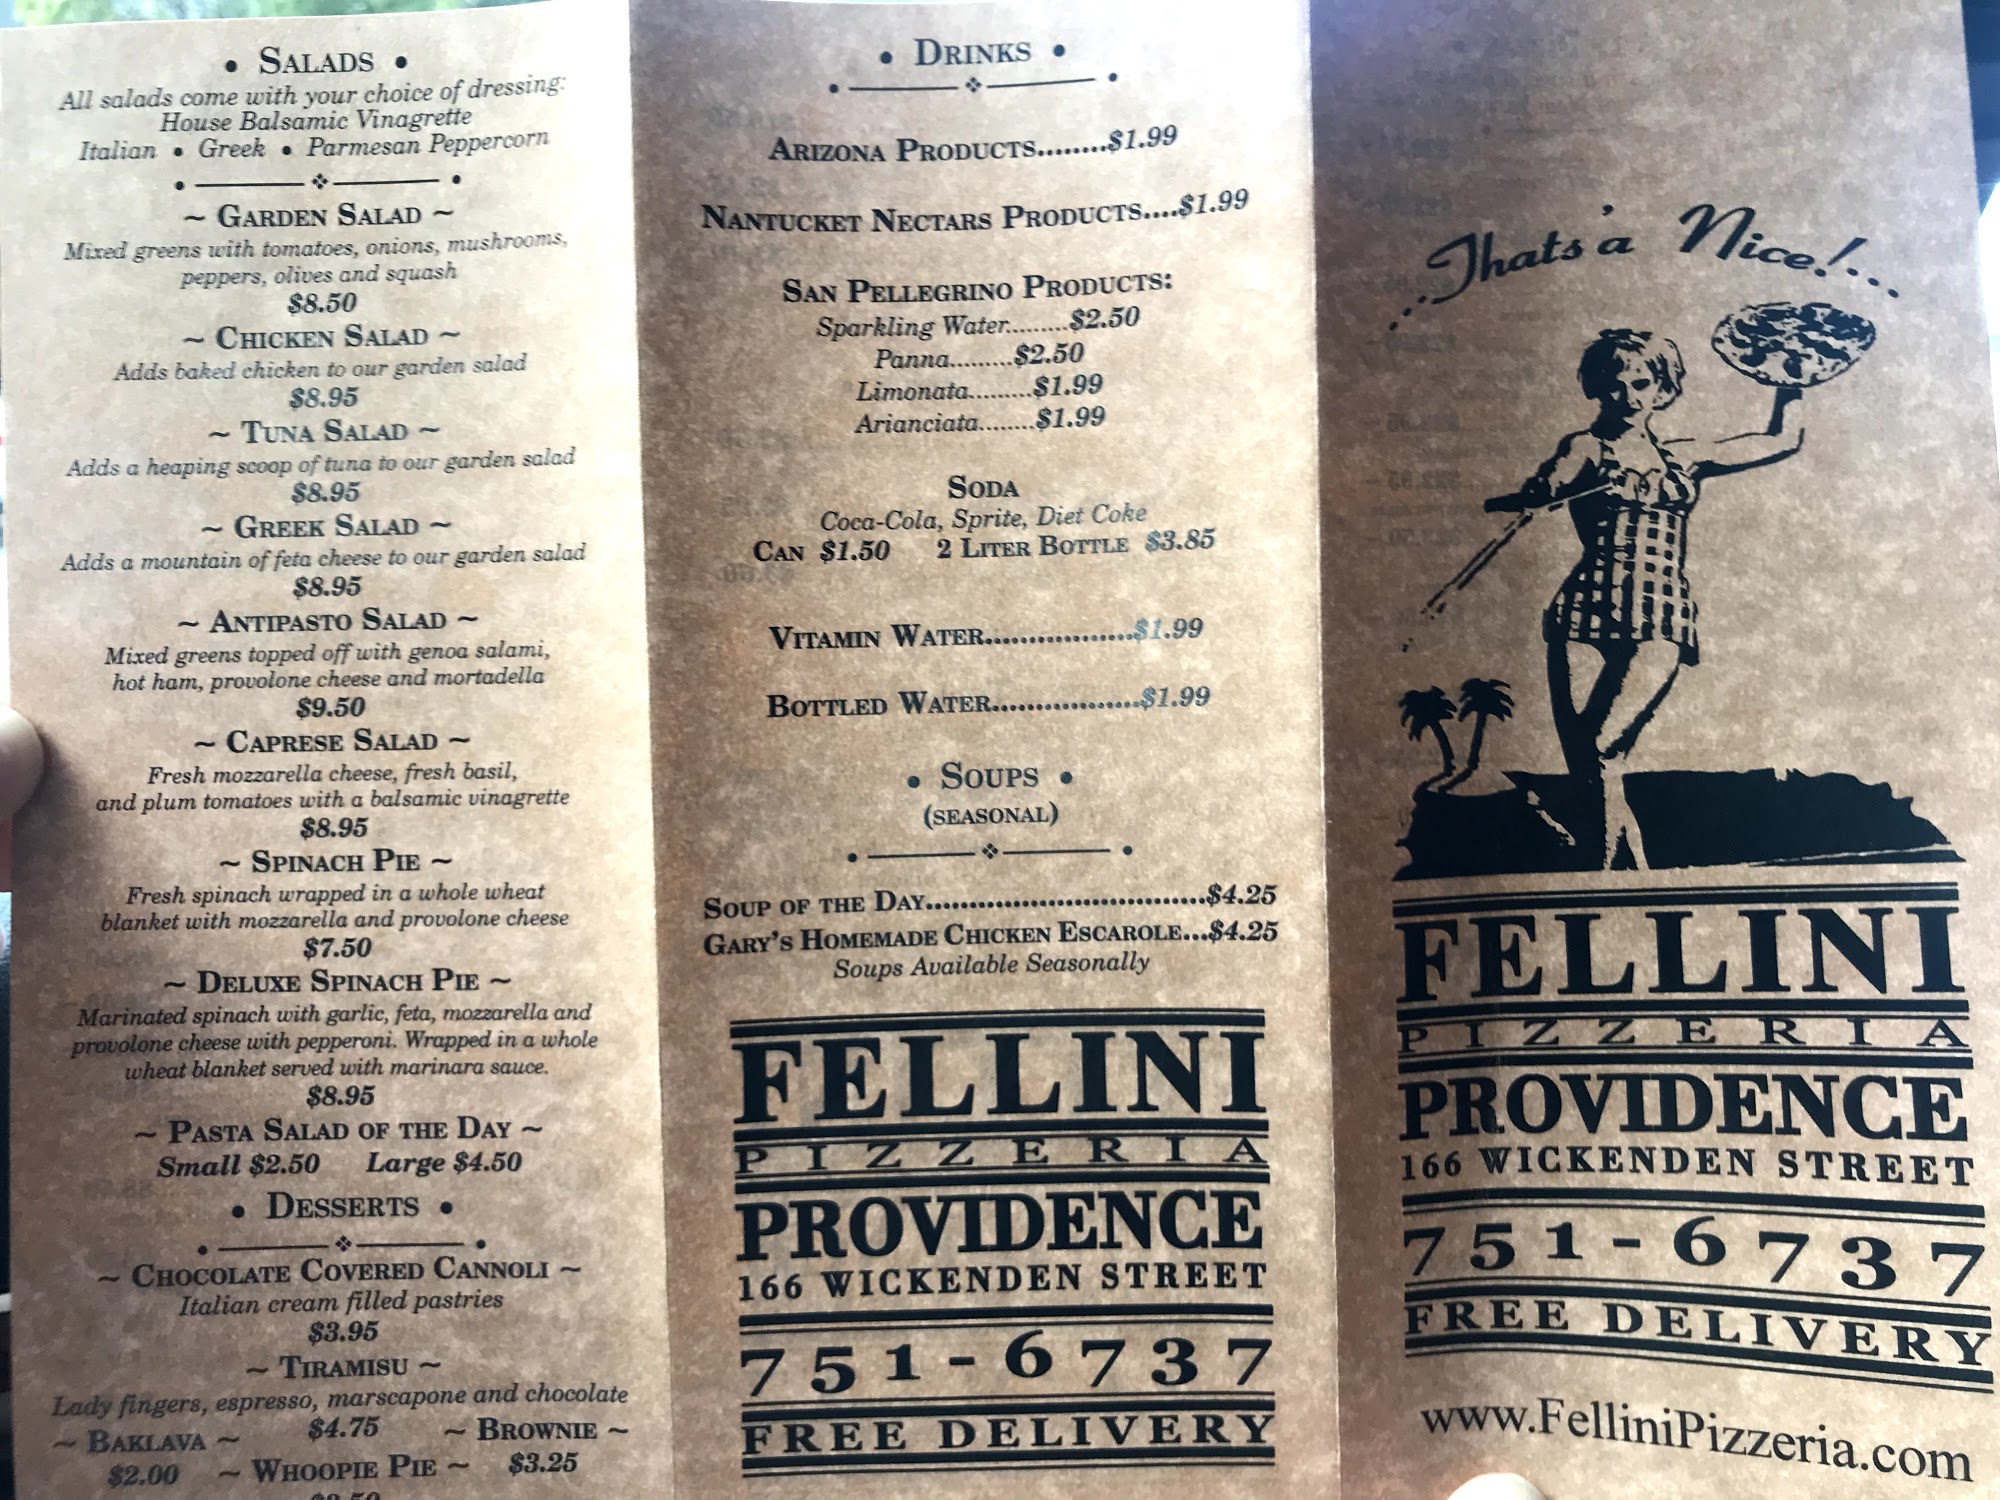 • SALADS •
All salads come with your choice of dressing:
House Balsamic Vinagrette
Italian • Greek • Parmesan Peppercorn
~ GARDEN SALAD ~
Mixed greens with tomatoes, onions, mushrooms,
peppers, olives and squash
$8.50
~ CHICKEN SALAD ~
Adds baked chicken to our garden salad
$8.95
~ TUNA SALAD ~
Adds a heaping scoop of tuna to our garden salad
$8.95
~ GREEK SALAD ~
Adds a mountain of feta cheese to our garden salad
$8.95
~ ANTIPASTO SALAD ~
Mixed greens topped off with genoa salami,
hot ham, provolone cheese and mortadella
$9.50
~ CAPRESE SALAD ~
Fresh mozzarella cheese, fresh basil,
and plum tomatoes with a balsamic vinagrette
$8.95
~ SPINACH PIE ~
Fresh spinach wrapped in a whole wheat
blanket with mozzarella and provolone cheese
$7.50
~ DELUXE SPINACH PIE ~
Marinated spinach with garlic, feta, mozzarella and
provolone cheese with pepperoni. Wrapped in a whole
wheat blanket served with marinara sauce.
$8.95
~ PASTA SALAD OF THE DAY ~
Small $2.50 Large $4.50
• DESSERTS •
~ CHOCOLATE COVERED CANNOLI ~
Italian cream filled pastries
$3.95
~ TIRAMISU ~
Lady fingers, espresso, marscapone and chocolate
$4.75
~ BAKLAVA ~
$2.00
~ BROWNIE ~
$3.25
~ WHOOPIE PIE ~
• DRINKS •
ARIZONA PRODUCTS........$1.99
NANTUCKET NECTARS PRODUCTS....$1.99
SAN PELLEGRINO PRODUCTS:
Sparkling Water.........$2.50
Panna.........$2.50
Limonata.........$1.99
Arianciata........$1.99
SODA
Coca-Cola, Sprite, Diet Coke
CAN $1.50 2 LITER BOTTLE $3.85
VITAMIN WATER.................$1.99
BOTTLED WATER.................$1.99
• SOUPS •
(SEASONAL)
SOUP OF THE DAY................................$4.25
GARY'S HOMEMADE CHICKEN ESCAROLE...$4.25
Soups Available Seasonally
FELLINI
PIZZERIA
PROVIDENCE
166 WICKENDEN STREET
751-6737
FREE DELIVERY
...Thats'a Nice!...
FELLINI
PIZZERIA
PROVIDENCE
166 WICKENDEN STREET
751-6737
FREE DELIVERY
www.FelliniPizzeria.com